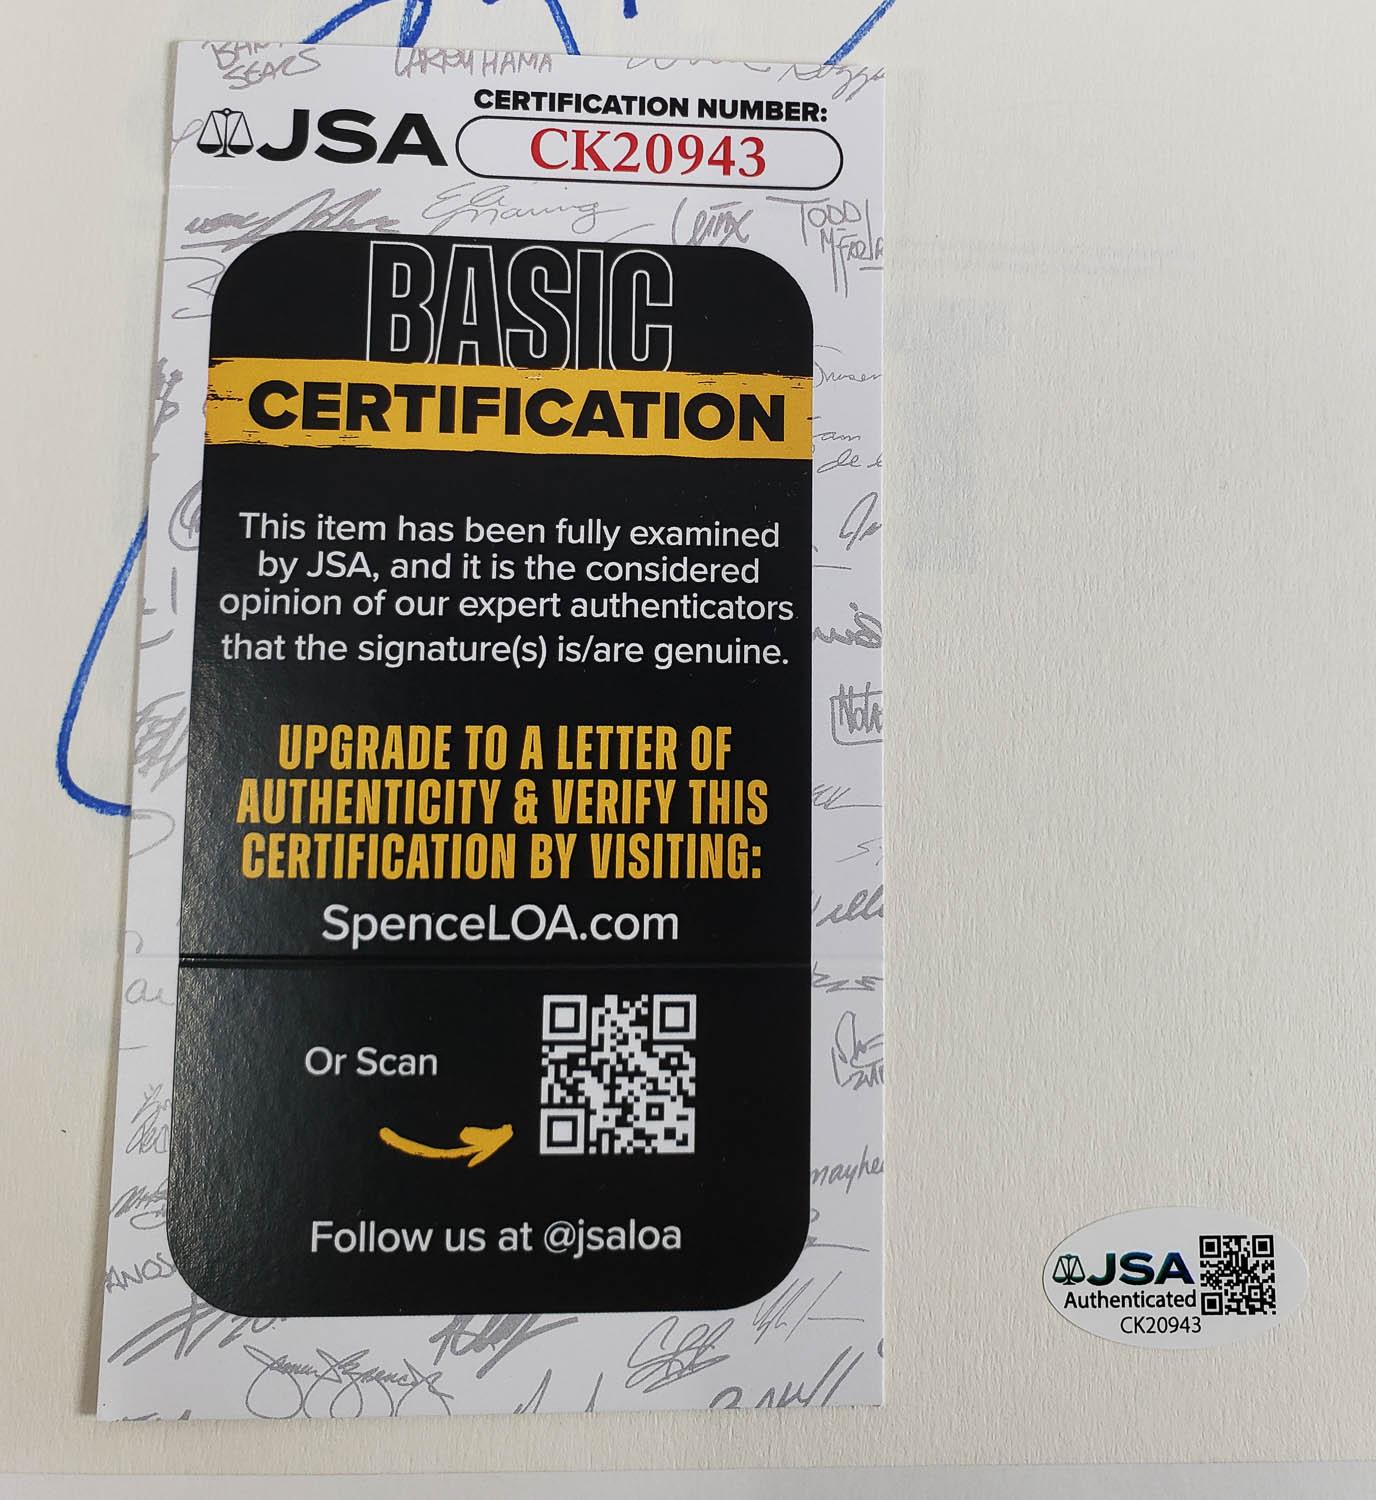 BAR
SEARS
LARRY HAMA
JSA
CERTIFICATION NUMBER:
CK20943
TODD
BASIC
CERTIFICATION
This item has been fully examined
by JSA, and it is the considered
opinion of our expert authenticators
that the signature(s) is/are genuine.
UPGRADE TO A LETTER OF
AUTHENTICITY & VERIFY THIS
CERTIFICATION BY VISITING:
SpenceLOA.com
Or Scan
Follow us at @jsaloa
JSA
Authenticated
CK20943